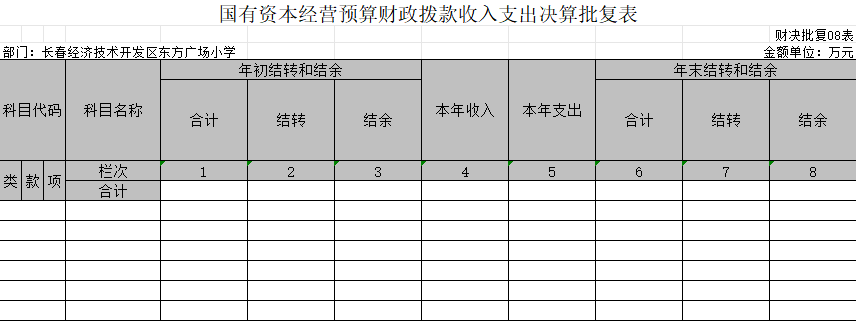 国有资本经营预算财政拨款收入支出决算批复表
财决批复08表
部门：长春经济技术开发区东方广场小学 金额单位：万元
科目代码 科目名称 年初结转和结余 本年收入 本年支出 年末结转和结余
合计 结转 结余 合计 结转 结余
类 款 项 栏次 1 2 3 4 5 6 7 8
合计